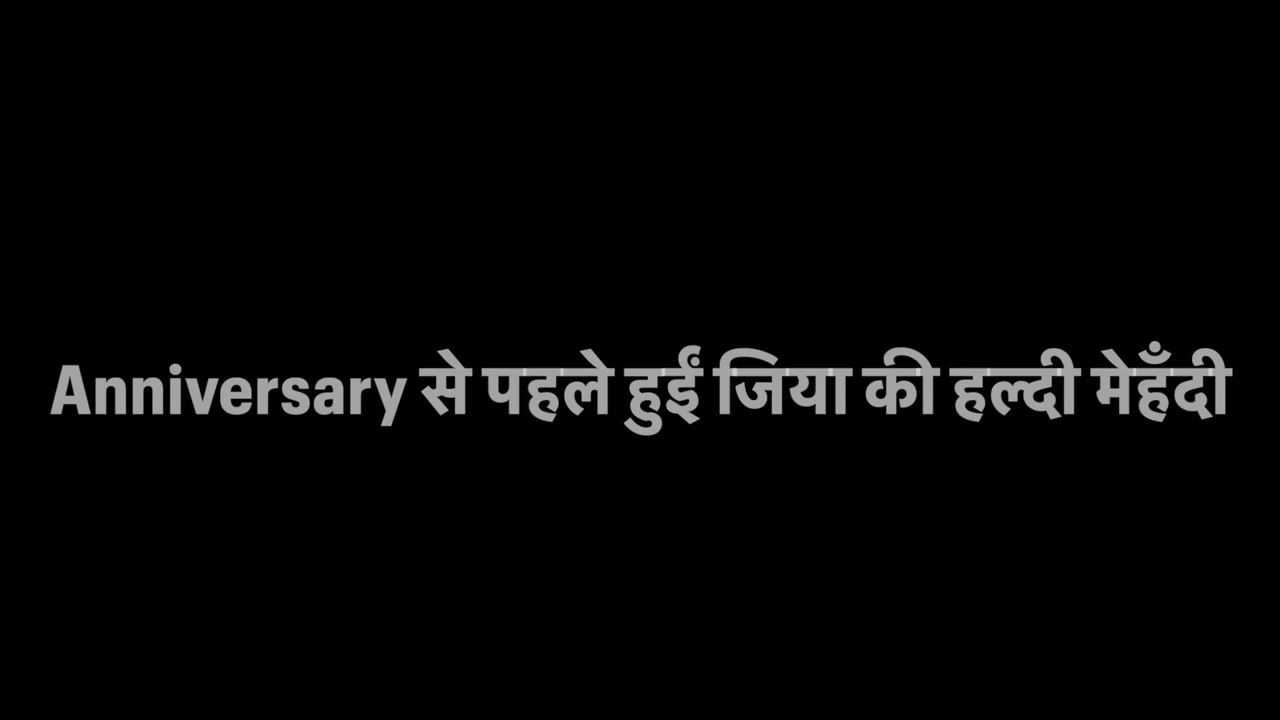 Anniversary से पहले हुईं जिया की हल्दी मेहँदी